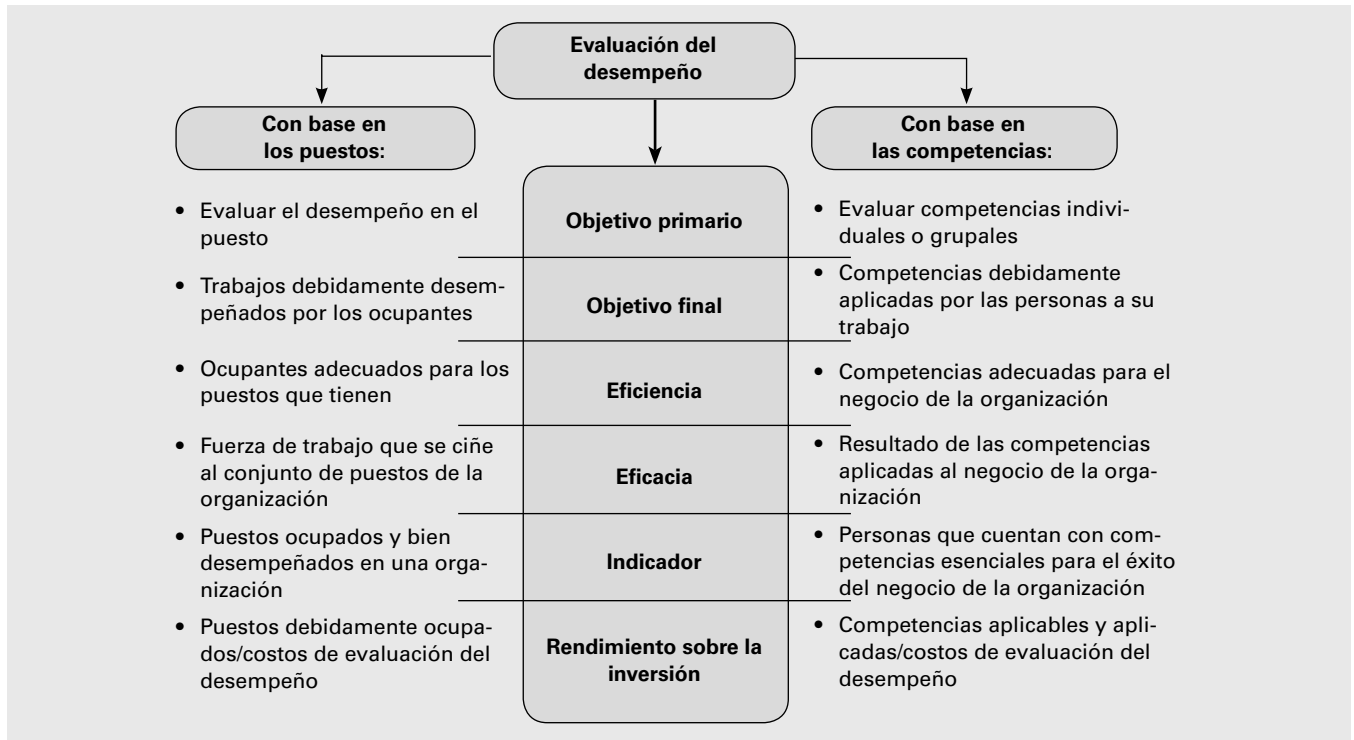 Evaluación del
desempeño
Con base en
los puestos:
Con base en
las competencias:
• Evaluar el desempeño en el
puesto
Objetivo primario
• Evaluar competencias indivi-
duales o grupales
• Trabajos debidamente desem-
peñados por los ocupantes
Objetivo final
• Competencias debidamente
aplicadas por las personas a su
trabajo
• Ocupantes adecuados para los
puestos que tienen
Eficiencia
• Competencias adecuadas para el
negocio de la organización
• Fuerza de trabajo que se ciñe
al conjunto de puestos de la
organización
Eficacia
• Resultado de las competencias
aplicadas al negocio de la orga-
nización
• Puestos ocupados y bien
desempeñados en una orga-
nización
Indicador
• Personas que cuentan con com-
petencias esenciales para el éxito
del negocio de la organización
• Puestos debidamente ocupa-
dos/costos de evaluación del
desempeño
Rendimiento sobre la
inversión
• Competencias aplicables y apli-
cadas/costos de evaluación del
desempeño